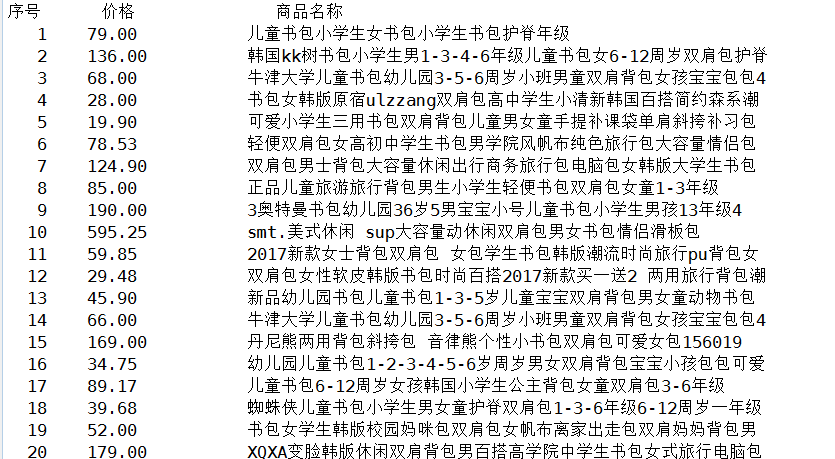 序号 价格 商品名称
1 79.00 儿童书包小学生女书包小学生书包护脊年级
2 136.00 韩国kk树书包小学生男1-3-4-6年级儿童书包女6-12周岁双肩包护脊
3 68.00 牛津大学儿童书包幼儿园3-5-6周岁小班男童双肩背包女孩宝宝包包4
4 28.00 书包女韩版原宿ulzzang双肩包高中学生小清新韩国百搭简约森系潮
5 19.90 可爱小学生三用书包双肩背包儿童男女童手提补课袋单肩斜挎补习包
6 78.53 轻便双肩包女高初中学生书包男学院风帆布纯色旅行包大容量情侣包
7 124.90 双肩包男士背包大容量休闲出行商务旅行包电脑包女韩版大学生书包
8 85.00 正品儿童旅游旅行背包男生小学生轻便书包双肩包女童1-3年级
9 190.00 3奥特曼书包幼儿园36岁5男宝宝小号儿童书包小学生男孩13年级4
10 595.25 smt.美式休闲 sup大容量动休闲双肩包男女书包情侣滑板包
11 59.85 2017新款女士背包双肩包 女包学生书包韩版潮流时尚旅行pu背包女
12 29.48 双肩包女性软皮韩版书包时尚百搭2017新款买一送2 两用旅行背包潮
13 45.90 新品幼儿园书包儿童书包1-3-5岁儿童宝宝双肩背包男女童动物书包
14 66.00 牛津大学儿童书包幼儿园3-5-6周岁小班男童双肩背包女孩宝宝包包4
15 169.00 丹尼熊两用背包斜挎包 音律熊个性小书包双肩包可爱女包156019
16 34.75 幼儿园儿童书包1-2-3-4-5-6岁周岁男女双肩背包宝宝小孩包包可爱
17 89.17 儿童书包6-12周岁女孩韩国小学生公主背包女童双肩包3-6年级
18 39.68 蜘蛛侠儿童书包小学生男女童护脊双肩包1-3-6年级6-12周岁一年级
19 52.00 书包女学生韩版校园妈咪包双肩包女帆布离家出走包双肩妈妈背包男
20 179.00 XQXA变脸韩版休闲双肩背包男百搭高学院中学生书包女式旅行电脑包